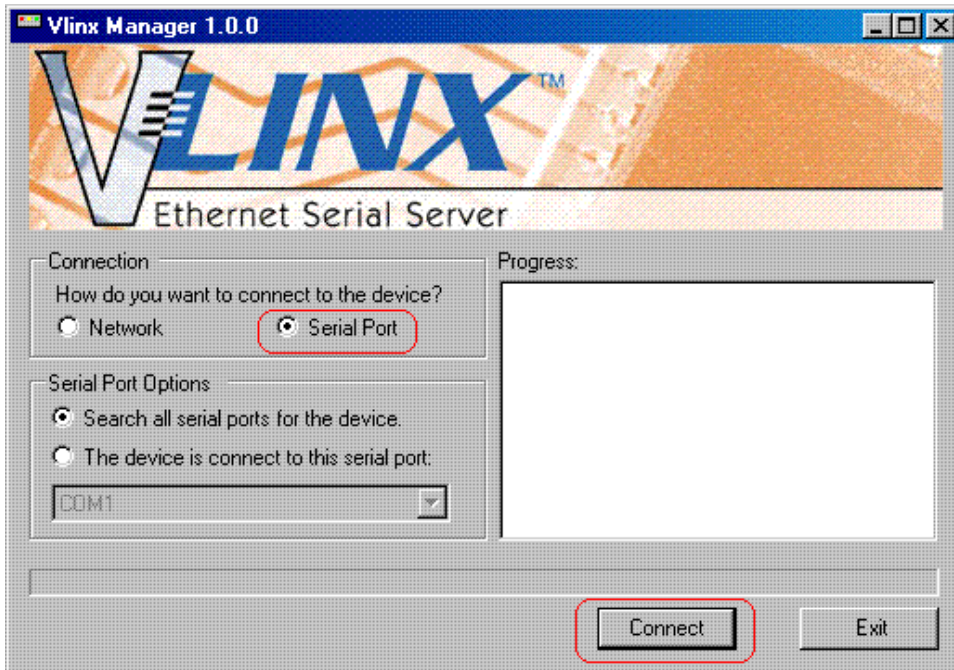 Vlinx Manager 1.0.0
VLINX™
Ethernet Serial Server
Connection
How do you want to connect to the device?
Network
Serial Port
Serial Port Options
Search all serial ports for the device.
The device is connect to this serial port:
COM1
Progress:
Connect
Exit